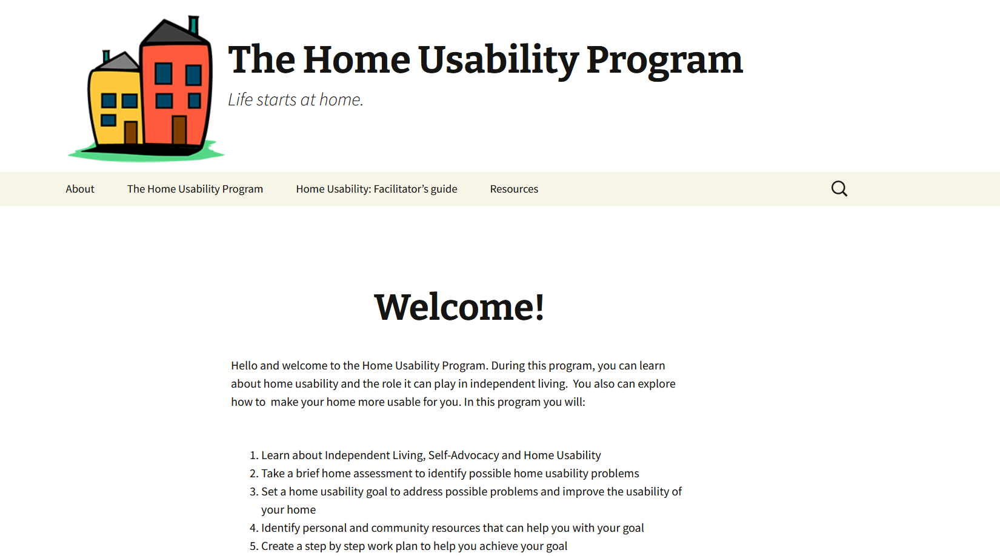 The Home Usability Program
Life starts at home.
About
The Home Usability Program
Home Usability: Facilitator’s guide
Resources
Welcome!
Hello and welcome to the Home Usability Program. During this program, you can learn
about home usability and the role it can play in independent living.  You also can explore
how to  make your home more usable for you. In this program you will:
1. Learn about Independent Living, Self-Advocacy and Home Usability
2. Take a brief home assessment to identify possible home usability problems
3. Set a home usability goal to address possible problems and improve the usability of
your home
4. Identify personal and community resources that can help you with your goal
5. Create a step by step work plan to help you achieve your goal